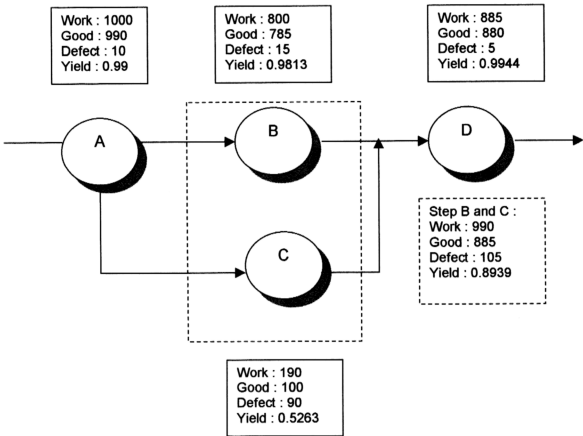 Work : 1000
Good : 990
Defect : 10
Yield : 0.99
Work : 800
Good : 785
Defect : 15
Yield : 0.9813
Work : 885
Good : 880
Defect : 5
Yield : 0.9944
A
B
D
C
Step B and C :
Work : 990
Good : 885
Defect : 105
Yield : 0.8939
Work : 190
Good : 100
Defect : 90
Yield : 0.5263